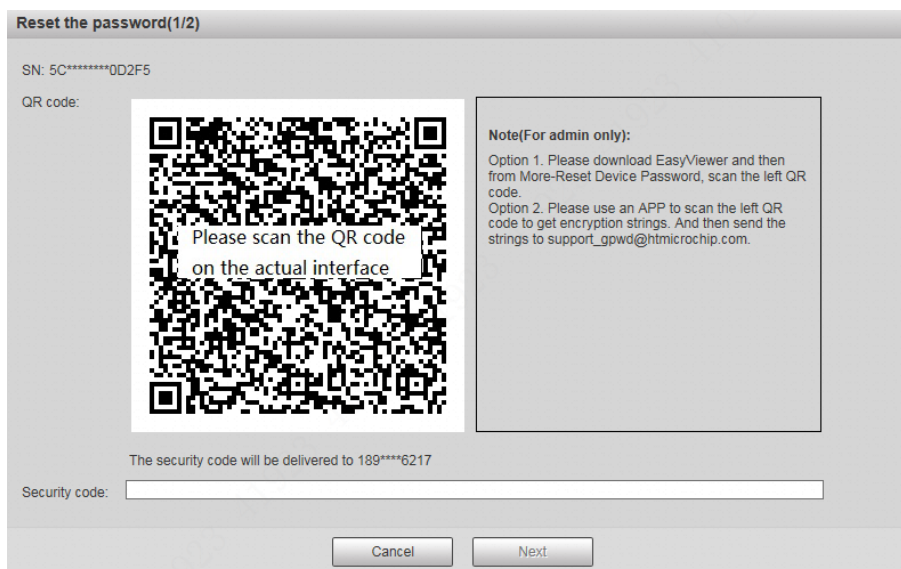 Reset the password(1/2)
SN: 5C********0D2F5
QR code:
Please scan the QR code
on the actual interface
Note(For admin only):
Option 1. Please download EasyViewer and then
from More-Reset Device Password, scan the left QR
code.
Option 2. Please use an APP to scan the left QR
code to get encryption strings. And then send the
strings to support_gpwd@htmicrochip.com.
The security code will be delivered to 189****6217
Security code:
Cancel
Next